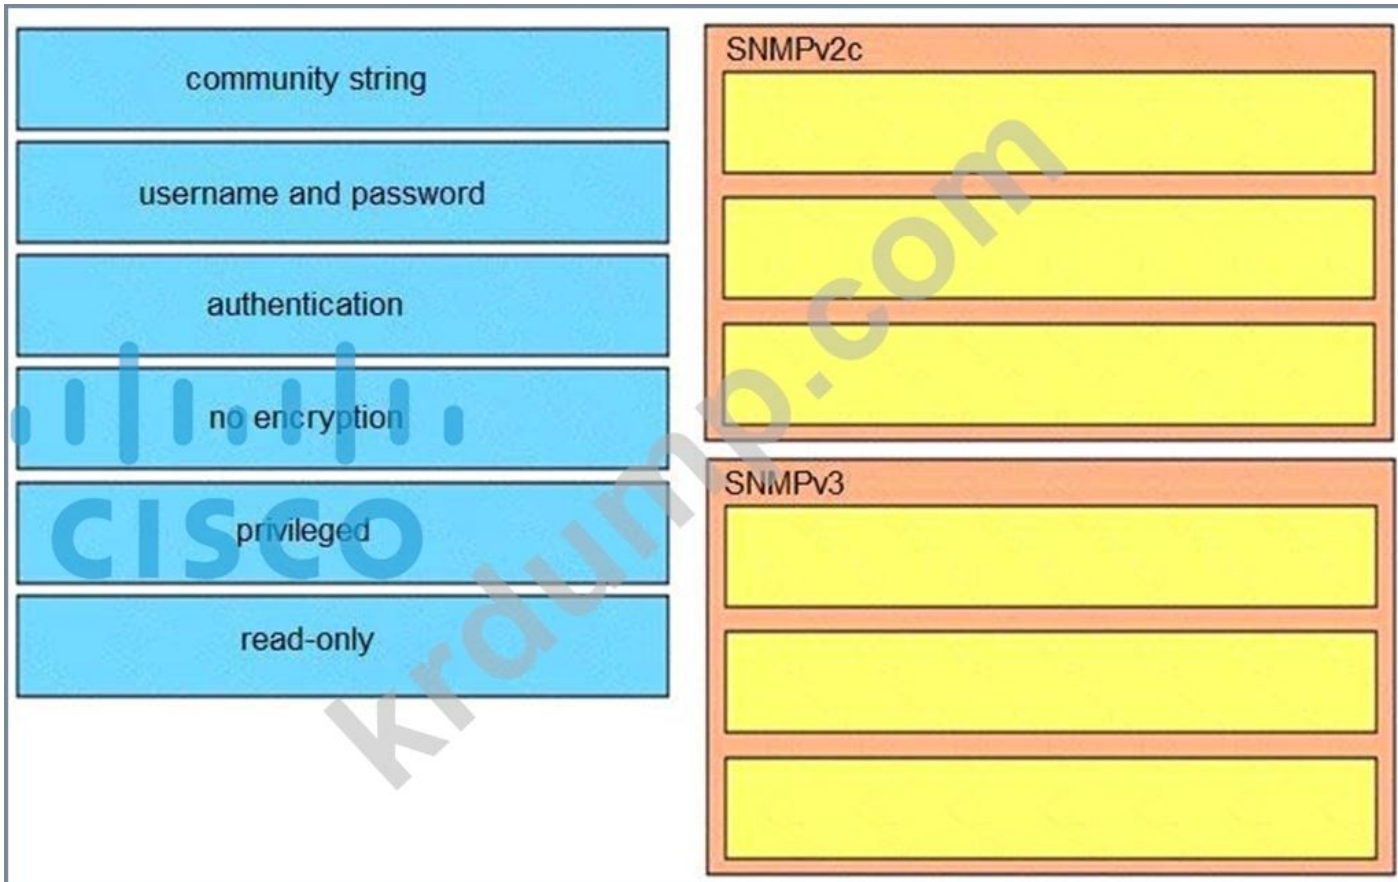 community string
username and password
authentication
no encryption
privileged
read-only
SNMPv2c
SNMPv3
CISCO
krdump.com